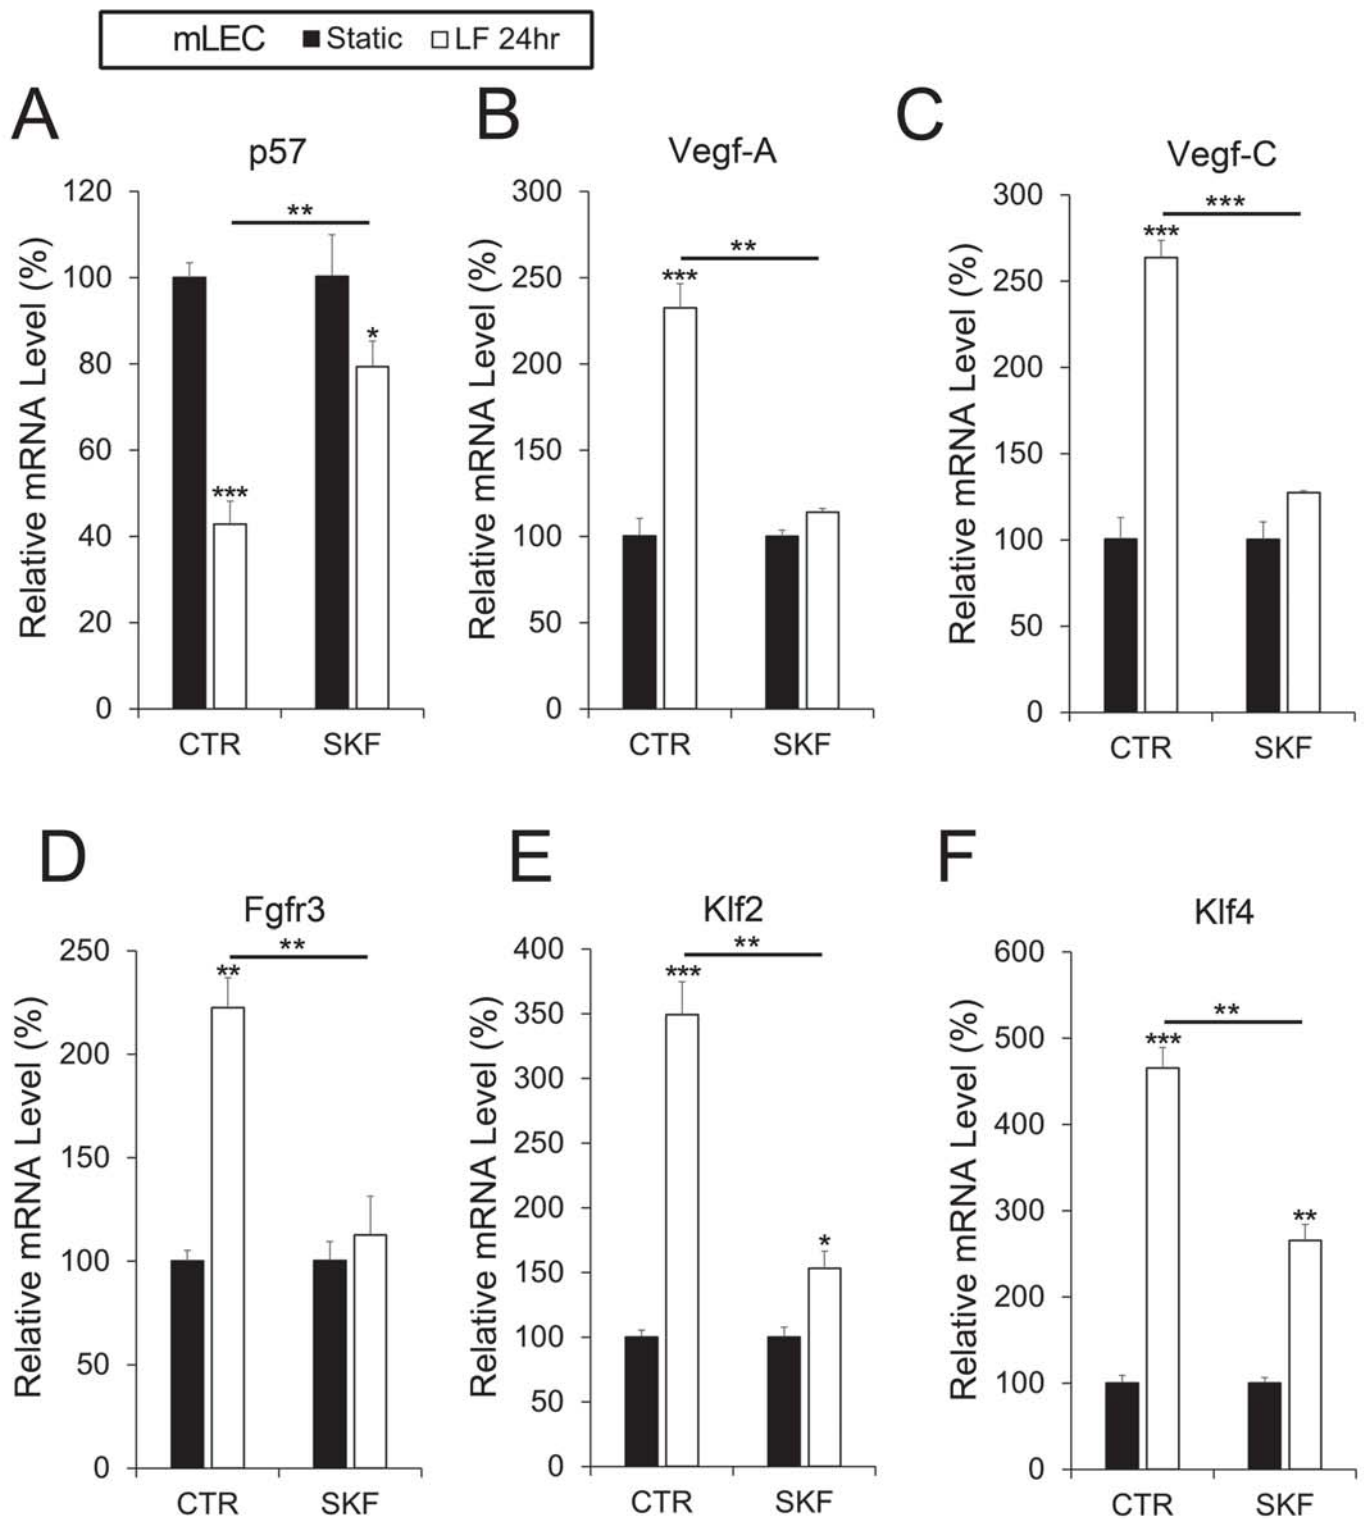 mLEC ■ Static □ LF 24hr
A
p57
Relative mRNA Level (%)
120
100
80
60
40
20
0
**
***
*
CTR SKF
B
Vegf-A
Relative mRNA Level (%)
300
250
200
150
100
50
0
**
***
CTR SKF
C
Vegf-C
Relative mRNA Level (%)
300
250
200
150
100
50
0
***
***
CTR SKF
D
Fgfr3
Relative mRNA Level (%)
250
200
150
100
50
0
**
**
CTR SKF
E
Klf2
Relative mRNA Level (%)
400
350
300
250
200
150
100
50
0
**
***
*
CTR SKF
F
Klf4
Relative mRNA Level (%)
600
500
400
300
200
100
0
**
***
**
CTR SKF